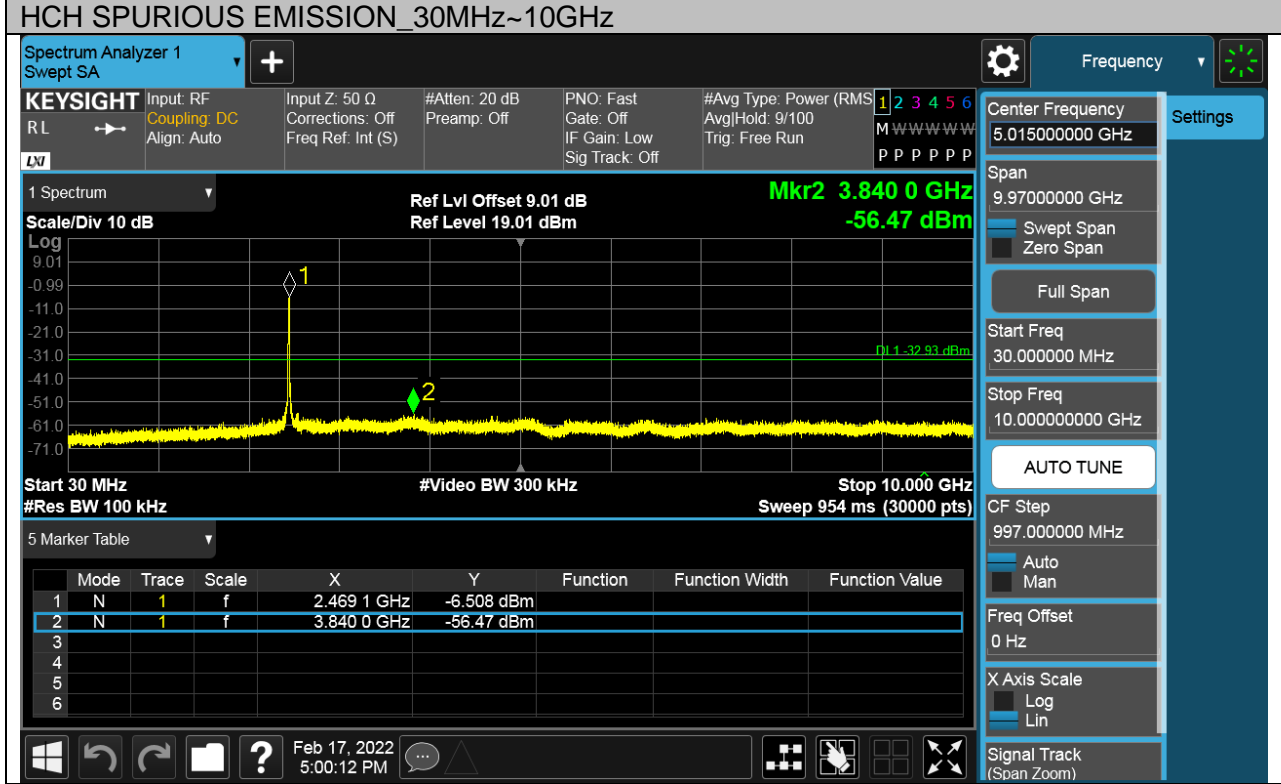 HCH SPURIOUS EMISSION_30MHz~10GHz
Spectrum Analyzer 1
Swept SA
Frequency
KEYSIGHT
RL
LXI
Input: RF
Coupling: DC
Align: Auto
Input Z: 50 Ω
Corrections: Off
Freq Ref: Int (S)
#Atten: 20 dB
Preamp: Off
PNO: Fast
Gate: Off
IF Gain: Low
Sig Track: Off
#Avg Type: Power (RMS
Avg|Hold: 9/100
Trig: Free Run
1 2 3 4 5 6
M W W W W W
P P P P P P
1 Spectrum
Scale/Div 10 dB
Ref Lvl Offset 9.01 dB
Ref Level 19.01 dBm
Mkr2 3.840 0 GHz
-56.47 dBm
Log
9.01
-0.99
-11.0
-21.0
-31.0
-41.0
-51.0
-61.0
-71.0
1
2
DL1 -32.93 dBm
Start 30 MHz
#Video BW 300 kHz
Stop 10.000 GHz
#Res BW 100 kHz
Sweep 954 ms (30000 pts)
5 Marker Table
Mode Trace Scale X Y Function Function Width Function Value
1 N 1 f 2.469 1 GHz -6.508 dBm
2 N 1 f 3.840 0 GHz -56.47 dBm
3
4
5
6
Feb 17, 2022
5:00:12 PM
Center Frequency
5.015000000 GHz
Settings
Span
9.97000000 GHz
Swept Span
Zero Span
Full Span
Start Freq
30.000000 MHz
Stop Freq
10.000000000 GHz
AUTO TUNE
CF Step
997.000000 MHz
Auto
Man
Freq Offset
0 Hz
X Axis Scale
Log
Lin
Signal Track
(Span Zoom)